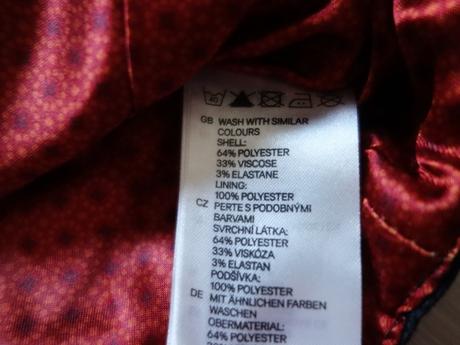 40
GB WASH WITH SIMILAR
COLOURS
SHELL:
64% POLYESTER
33% VISCOSE
3% ELASTANE
LINING:
100% POLYESTER
CZ PERTE S PODOBNÝMI
BARVAMI
SVRCHNÍ LÁTKA:
64% POLYESTER
33% VISKÓZA
3% ELASTAN
PODŠÍVKA:
100% POLYESTER
DE MIT ÄHNLICHEN FARBEN
WASCHEN
OBERMATERIAL:
64% POLYESTER